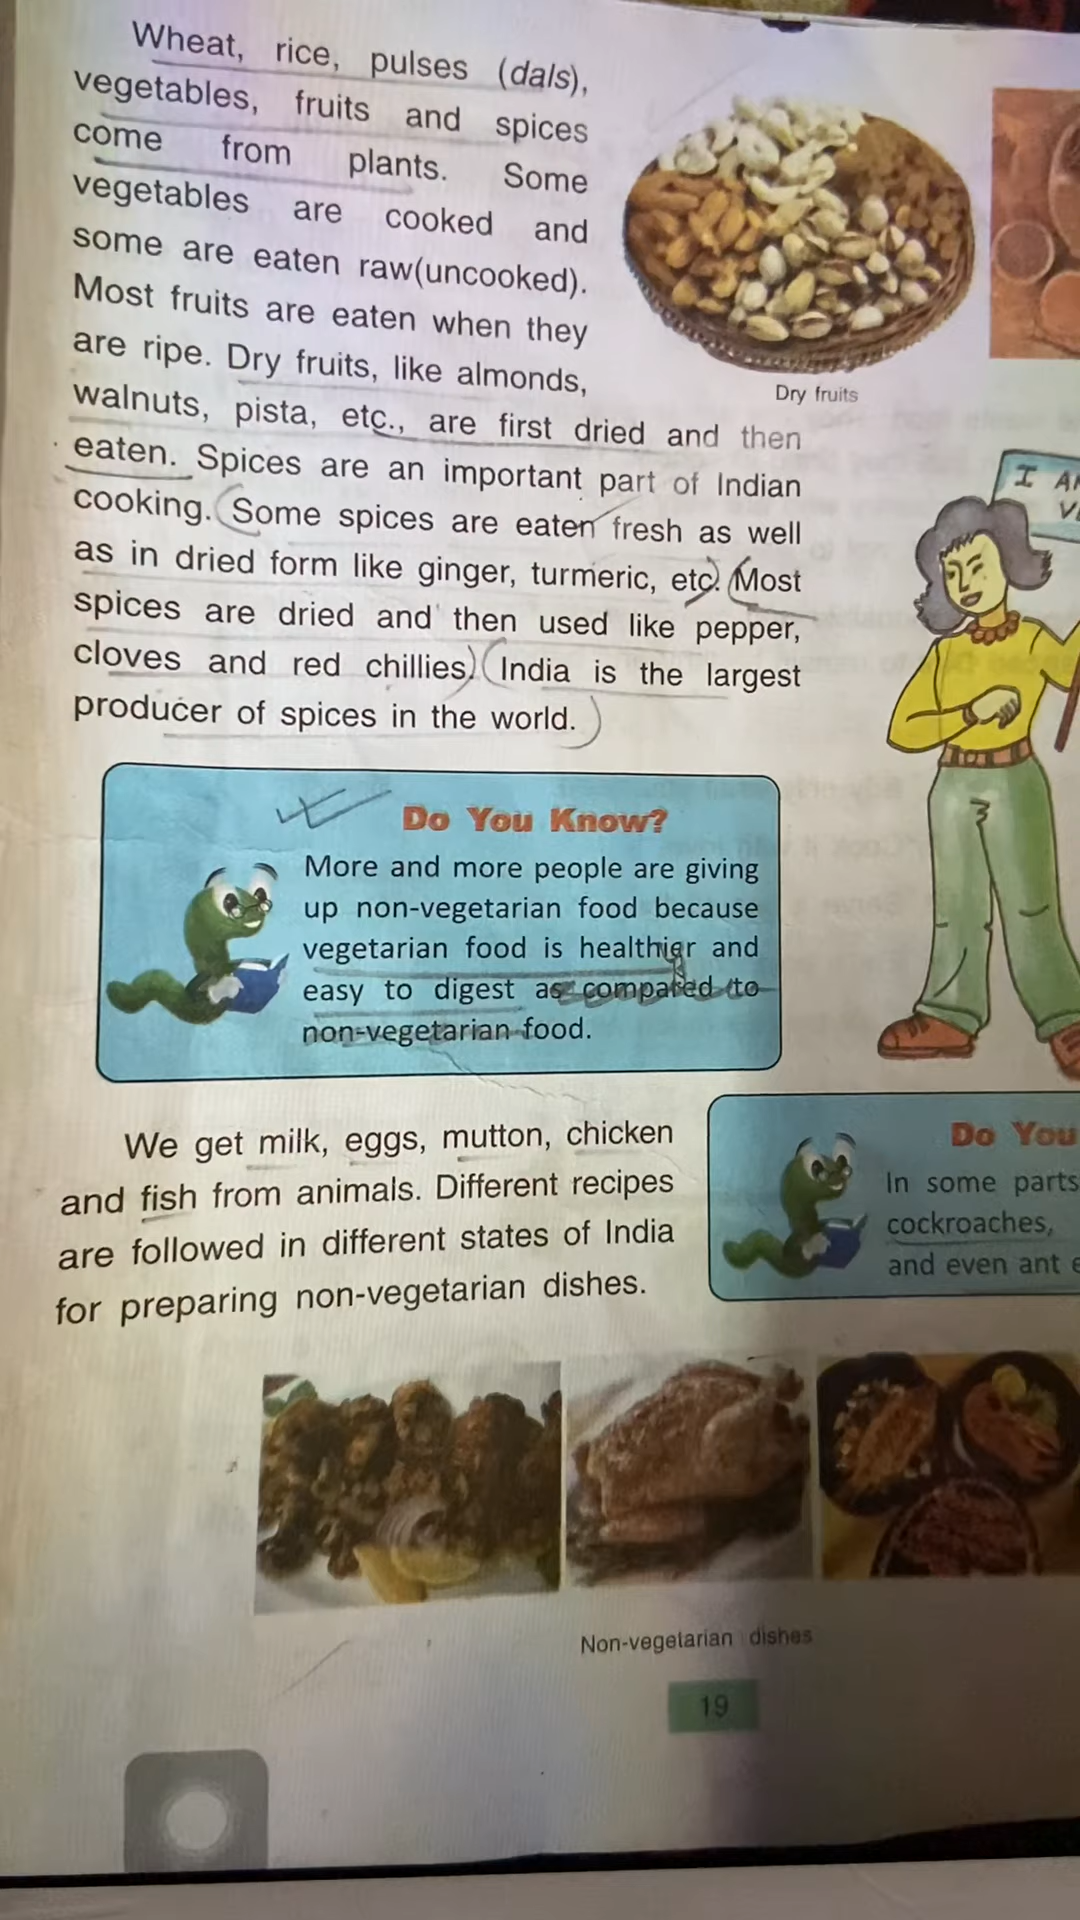 Wheat, rice, pulses (dals),
vegetables, fruits and spices
come from plants. Some
vegetables are cooked and
some are eaten raw(uncooked).
Most fruits are eaten when they
are ripe. Dry fruits, like almonds,
walnuts, pista, etc., are first dried and then
eaten. Spices are an important part of Indian
cooking. Some spices are eaten fresh as well
as in dried form like ginger, turmeric, etc. Most
spices are dried and then used like pepper,
cloves and red chillies. India is the largest
producer of spices in the world.
Dry fruits
I
Do You Know?
More and more people are giving
up non-vegetarian food because
vegetarian food is healthier and
easy to digest as compared to
non-vegetarian food.
We get milk, eggs, mutton, chicken
and fish from animals. Different recipes
are followed in different states of India
for preparing non-vegetarian dishes.
Do You
In some parts
cockroaches,
and even ant
Non-vegetarian dishes
19